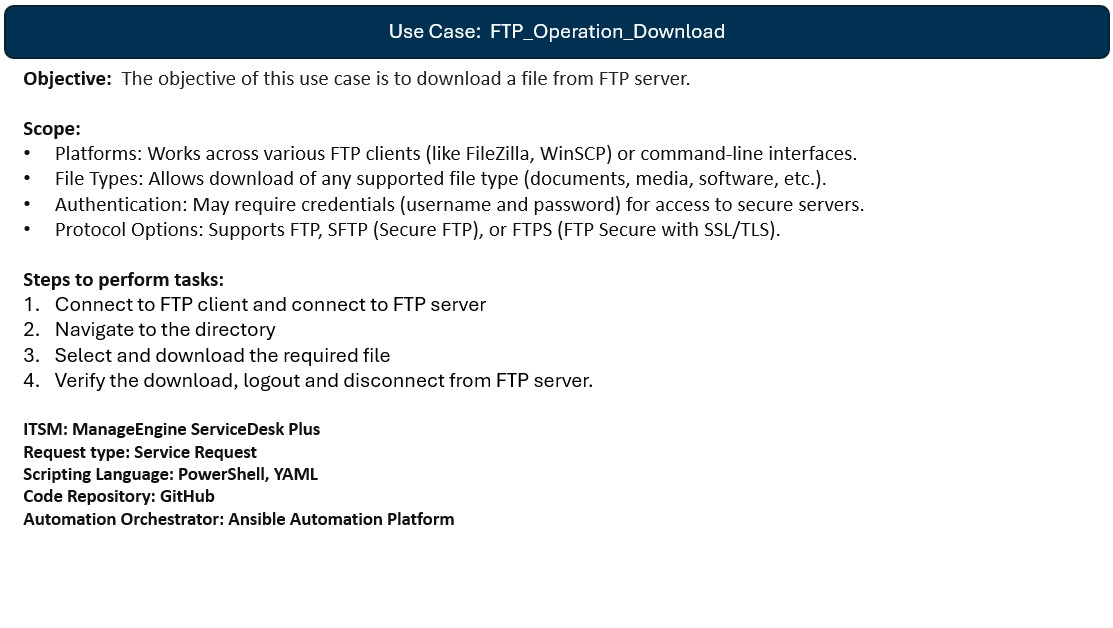 Use Case: FTP_Operation_Download
Objective: The objective of this use case is to download a file from FTP server.
Scope:
• Platforms: Works across various FTP clients (like FileZilla, WinSCP) or command-line interfaces.
• File Types: Allows download of any supported file type (documents, media, software, etc.).
• Authentication: May require credentials (username and password) for access to secure servers.
• Protocol Options: Supports FTP, SFTP (Secure FTP), or FTPS (FTP Secure with SSL/TLS).
Steps to perform tasks:
1. Connect to FTP client and connect to FTP server
2. Navigate to the directory
3. Select and download the required file
4. Verify the download, logout and disconnect from FTP server.
ITSM: ManageEngine ServiceDesk Plus
Request type: Service Request
Scripting Language: PowerShell, YAML
Code Repository: GitHub
Automation Orchestrator: Ansible Automation Platform